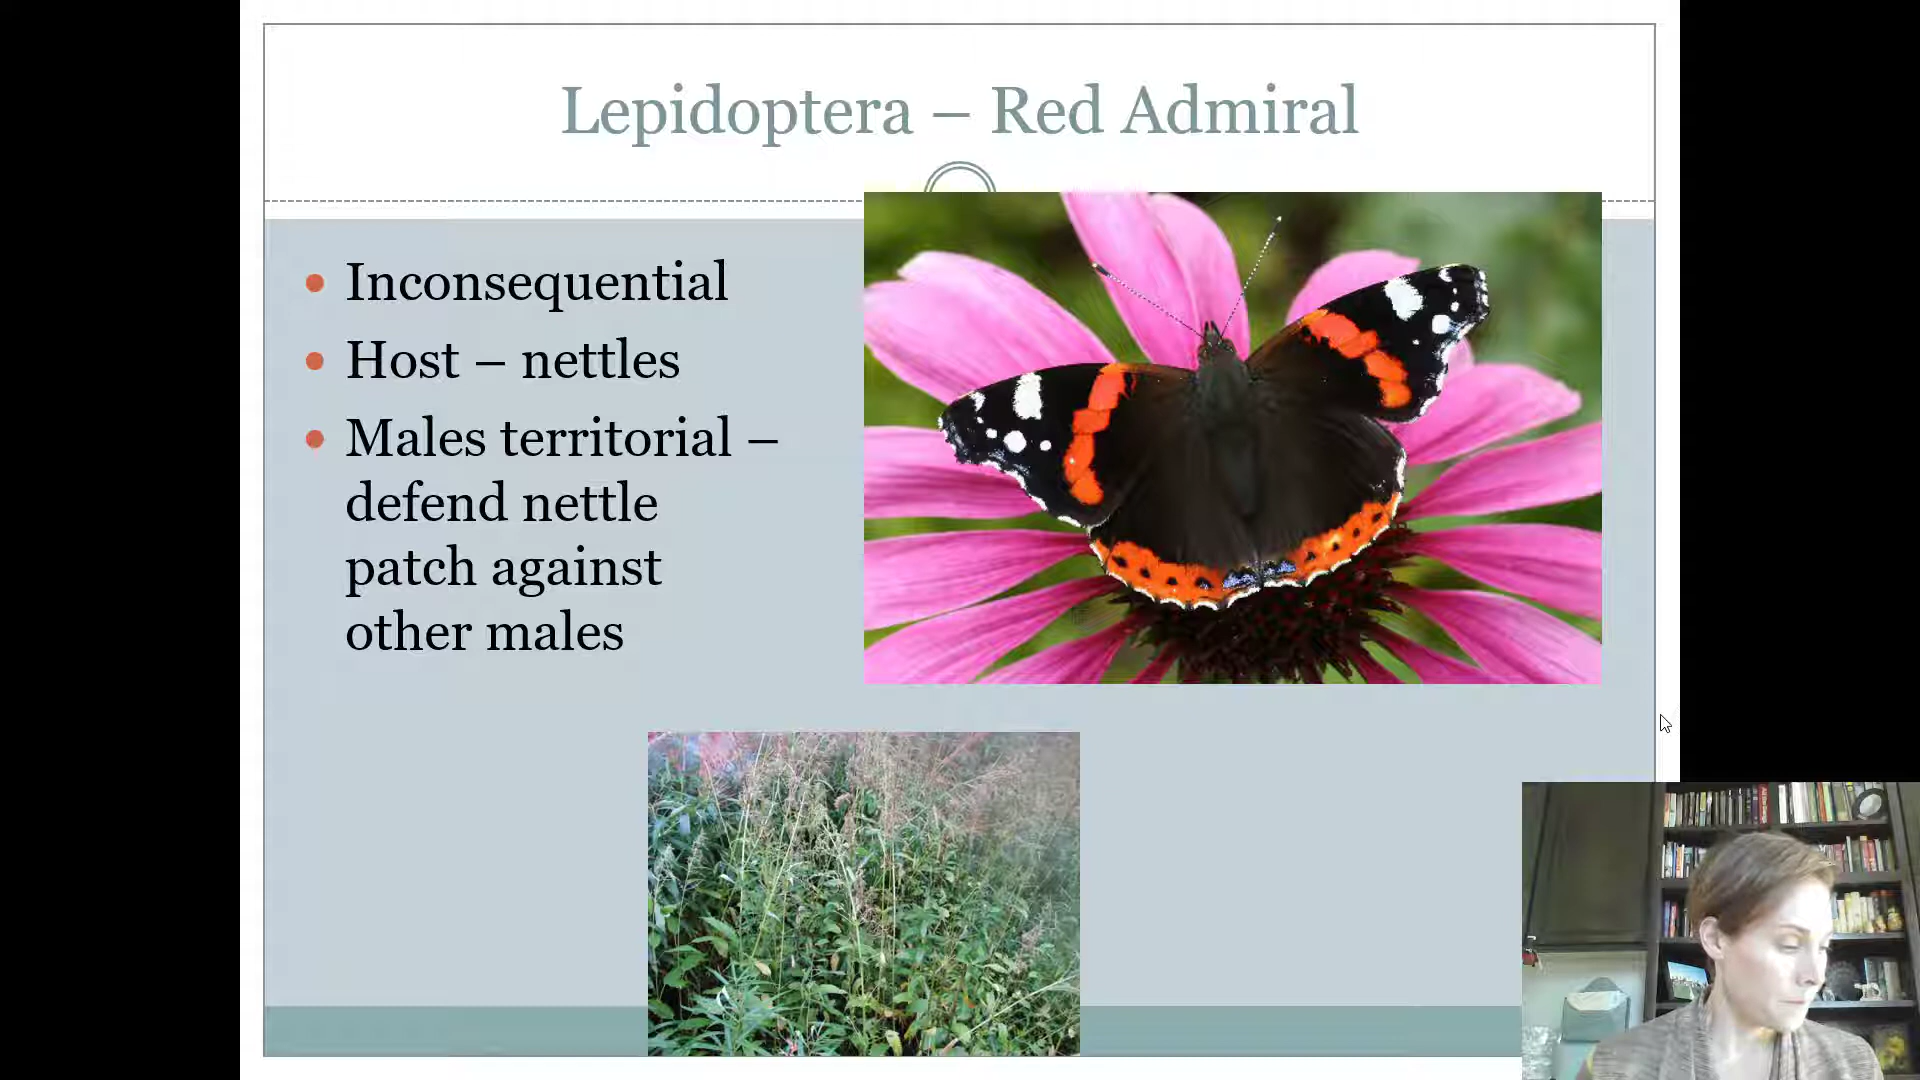 Lepidoptera – Red Admiral
Inconsequential
Host – nettles
Males territorial –
defend nettle
patch against
other males